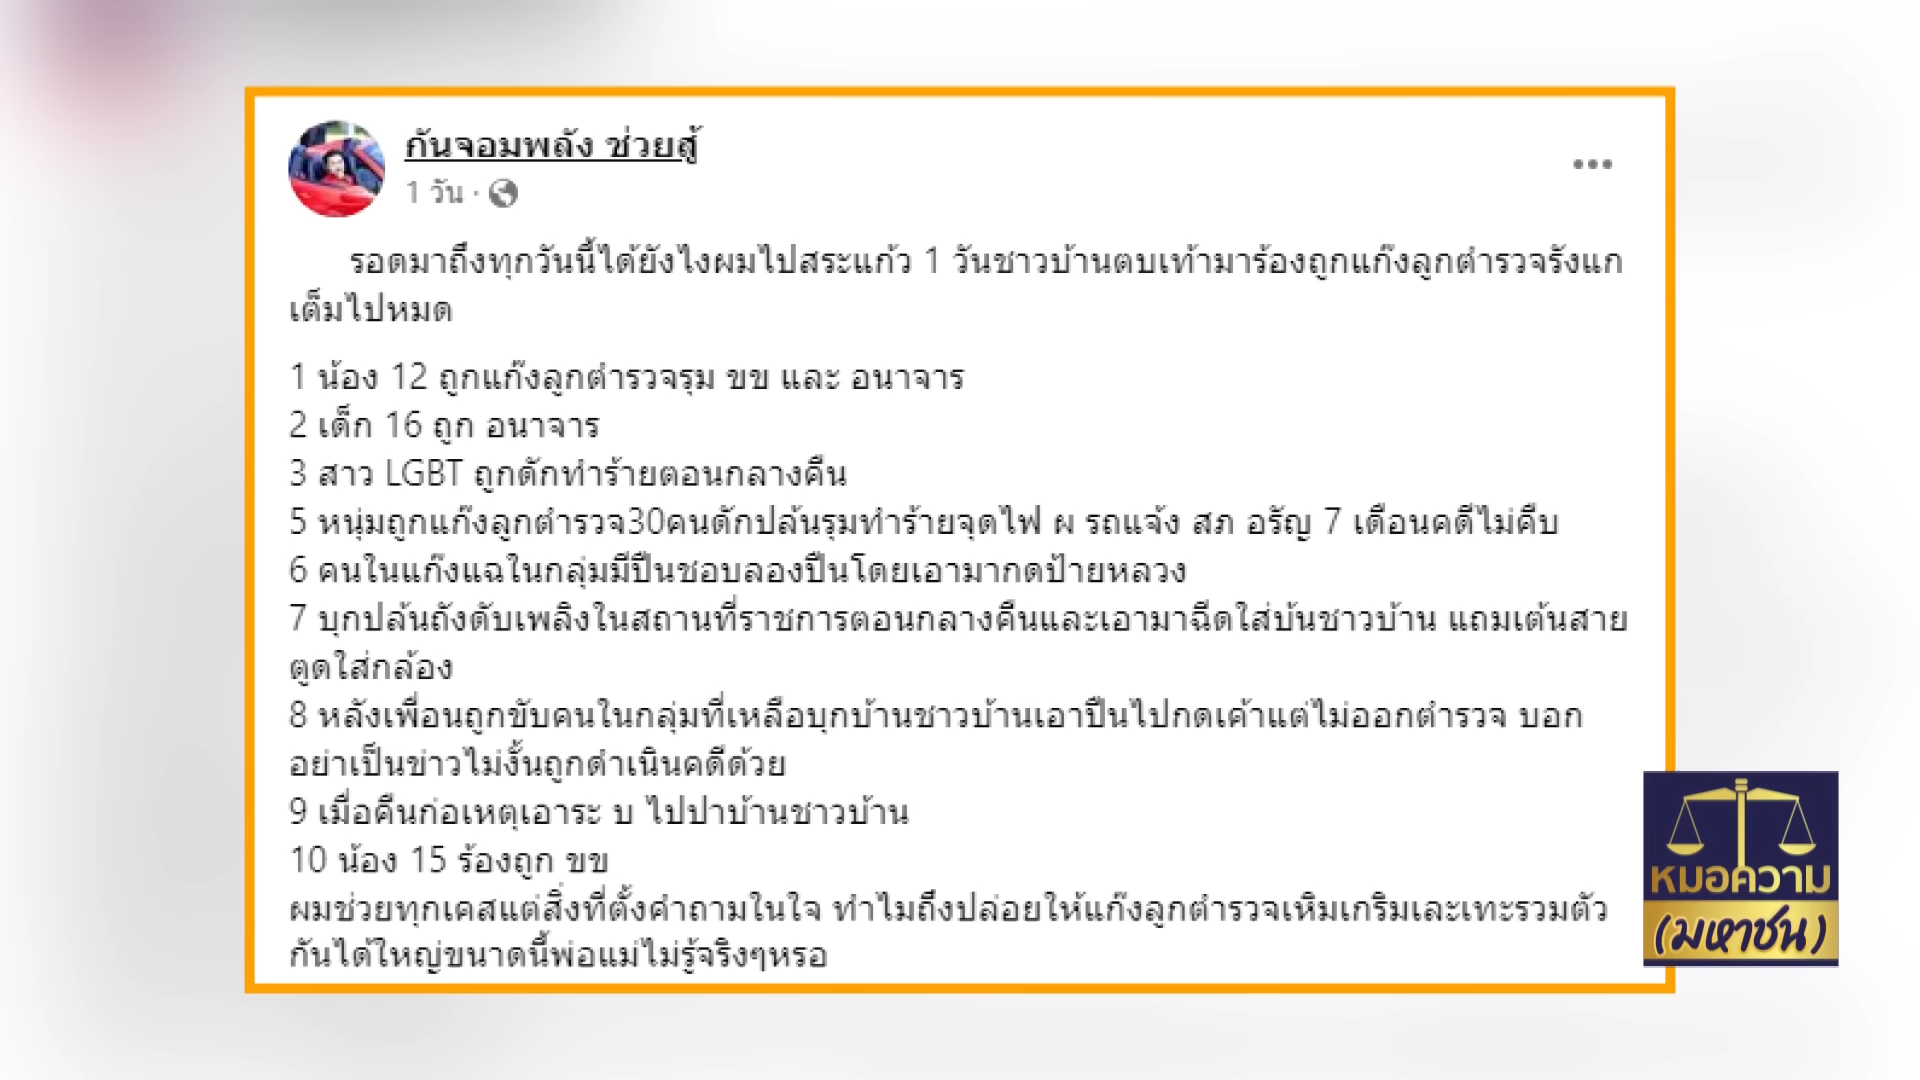 กันจอมพลัง ช่วยสู้
1 วัน ·
รอดมาถึงทุกวันนี้ได้ยังไงผมไปสระแก้ว 1 วันชาวบ้านตบเท้ามาร้องถูกแก๊งลูกตำรวจรังแก
เต็มไปหมด
1 น้อง 12 ถูกแก๊งลูกตำรวจรุม ขข และ อนาจาร
2 เด็ก 16 ถูก อนาจาร
3 สาว LGBT ถูกดักทำร้ายตอนกลางคืน
5 หนุ่มถูกแก๊งลูกตำรวจ30คนดักปล้นรุมทำร้ายจุดไฟ ผ รถแจ้ง สภ อรัญ 7 เดือนคดีไม่คืบ
6 คนในแก๊งแฉในกลุ่มมีปืนชอบลองปืนโดยเอามากดป้ายหลวง
7 บุกปล้นถังดับเพลิงในสถานที่ราชการตอนกลางคืนและเอามาฉีดใส่บ้นชาวบ้าน แถมเต้นสาย
ตูดใส่กล้อง
8 หลังเพื่อนถูกขับคนในกลุ่มที่เหลือบุกบ้านชาวบ้านเอาปืนไปกดเค้าแต่ไม่ออกตำรวจ บอก
อย่าเป็นข่าวไม่งั้นถูกดำเนินคดีด้วย
9 เมื่อคืนก่อเหตุเอาระ บ ไปปาบ้านชาวบ้าน
10 น้อง 15 ร้องถูก ขข
ผมช่วยทุกเคสแต่สิ่งที่ตั้งคำถามในใจ ทำไมถึงปล่อยให้แก๊งลูกตำรวจเหิมเกริมเละเทะรวมตัว
กันได้ใหญ่ขนาดนี้พ่อแม่ไม่รู้จริงๆหรอ
หมอความ
(มหาชน)